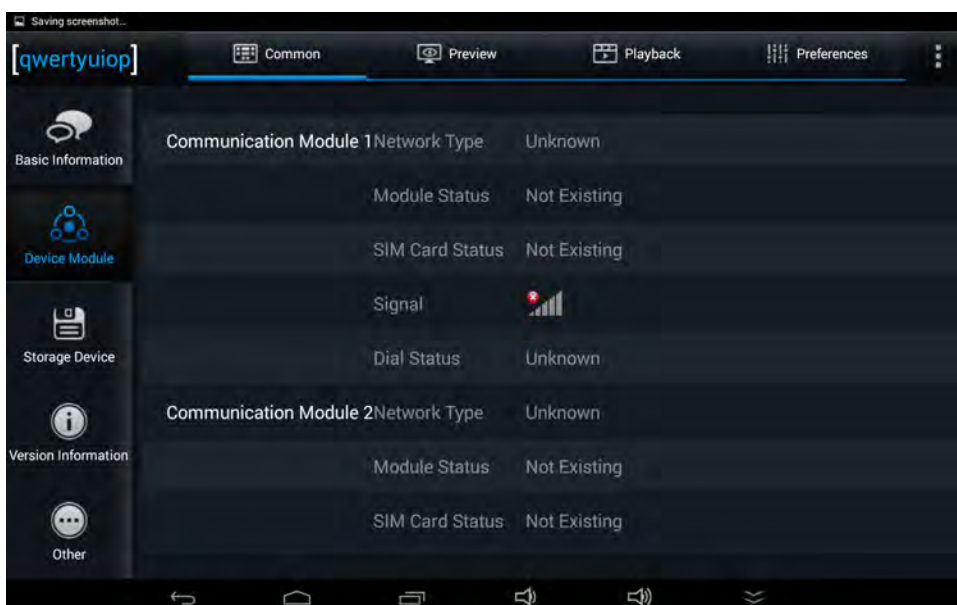 Saving screenshot...
[qwertyuiop] Common Preview Playback Preferences
Basic Information
Device Module
Storage Device
Version Information
Other
Communication Module 1 Network Type Unknown
Module Status Not Existing
SIM Card Status Not Existing
Signal
Dial Status Unknown
Communication Module 2 Network Type Unknown
Module Status Not Existing
SIM Card Status Not Existing